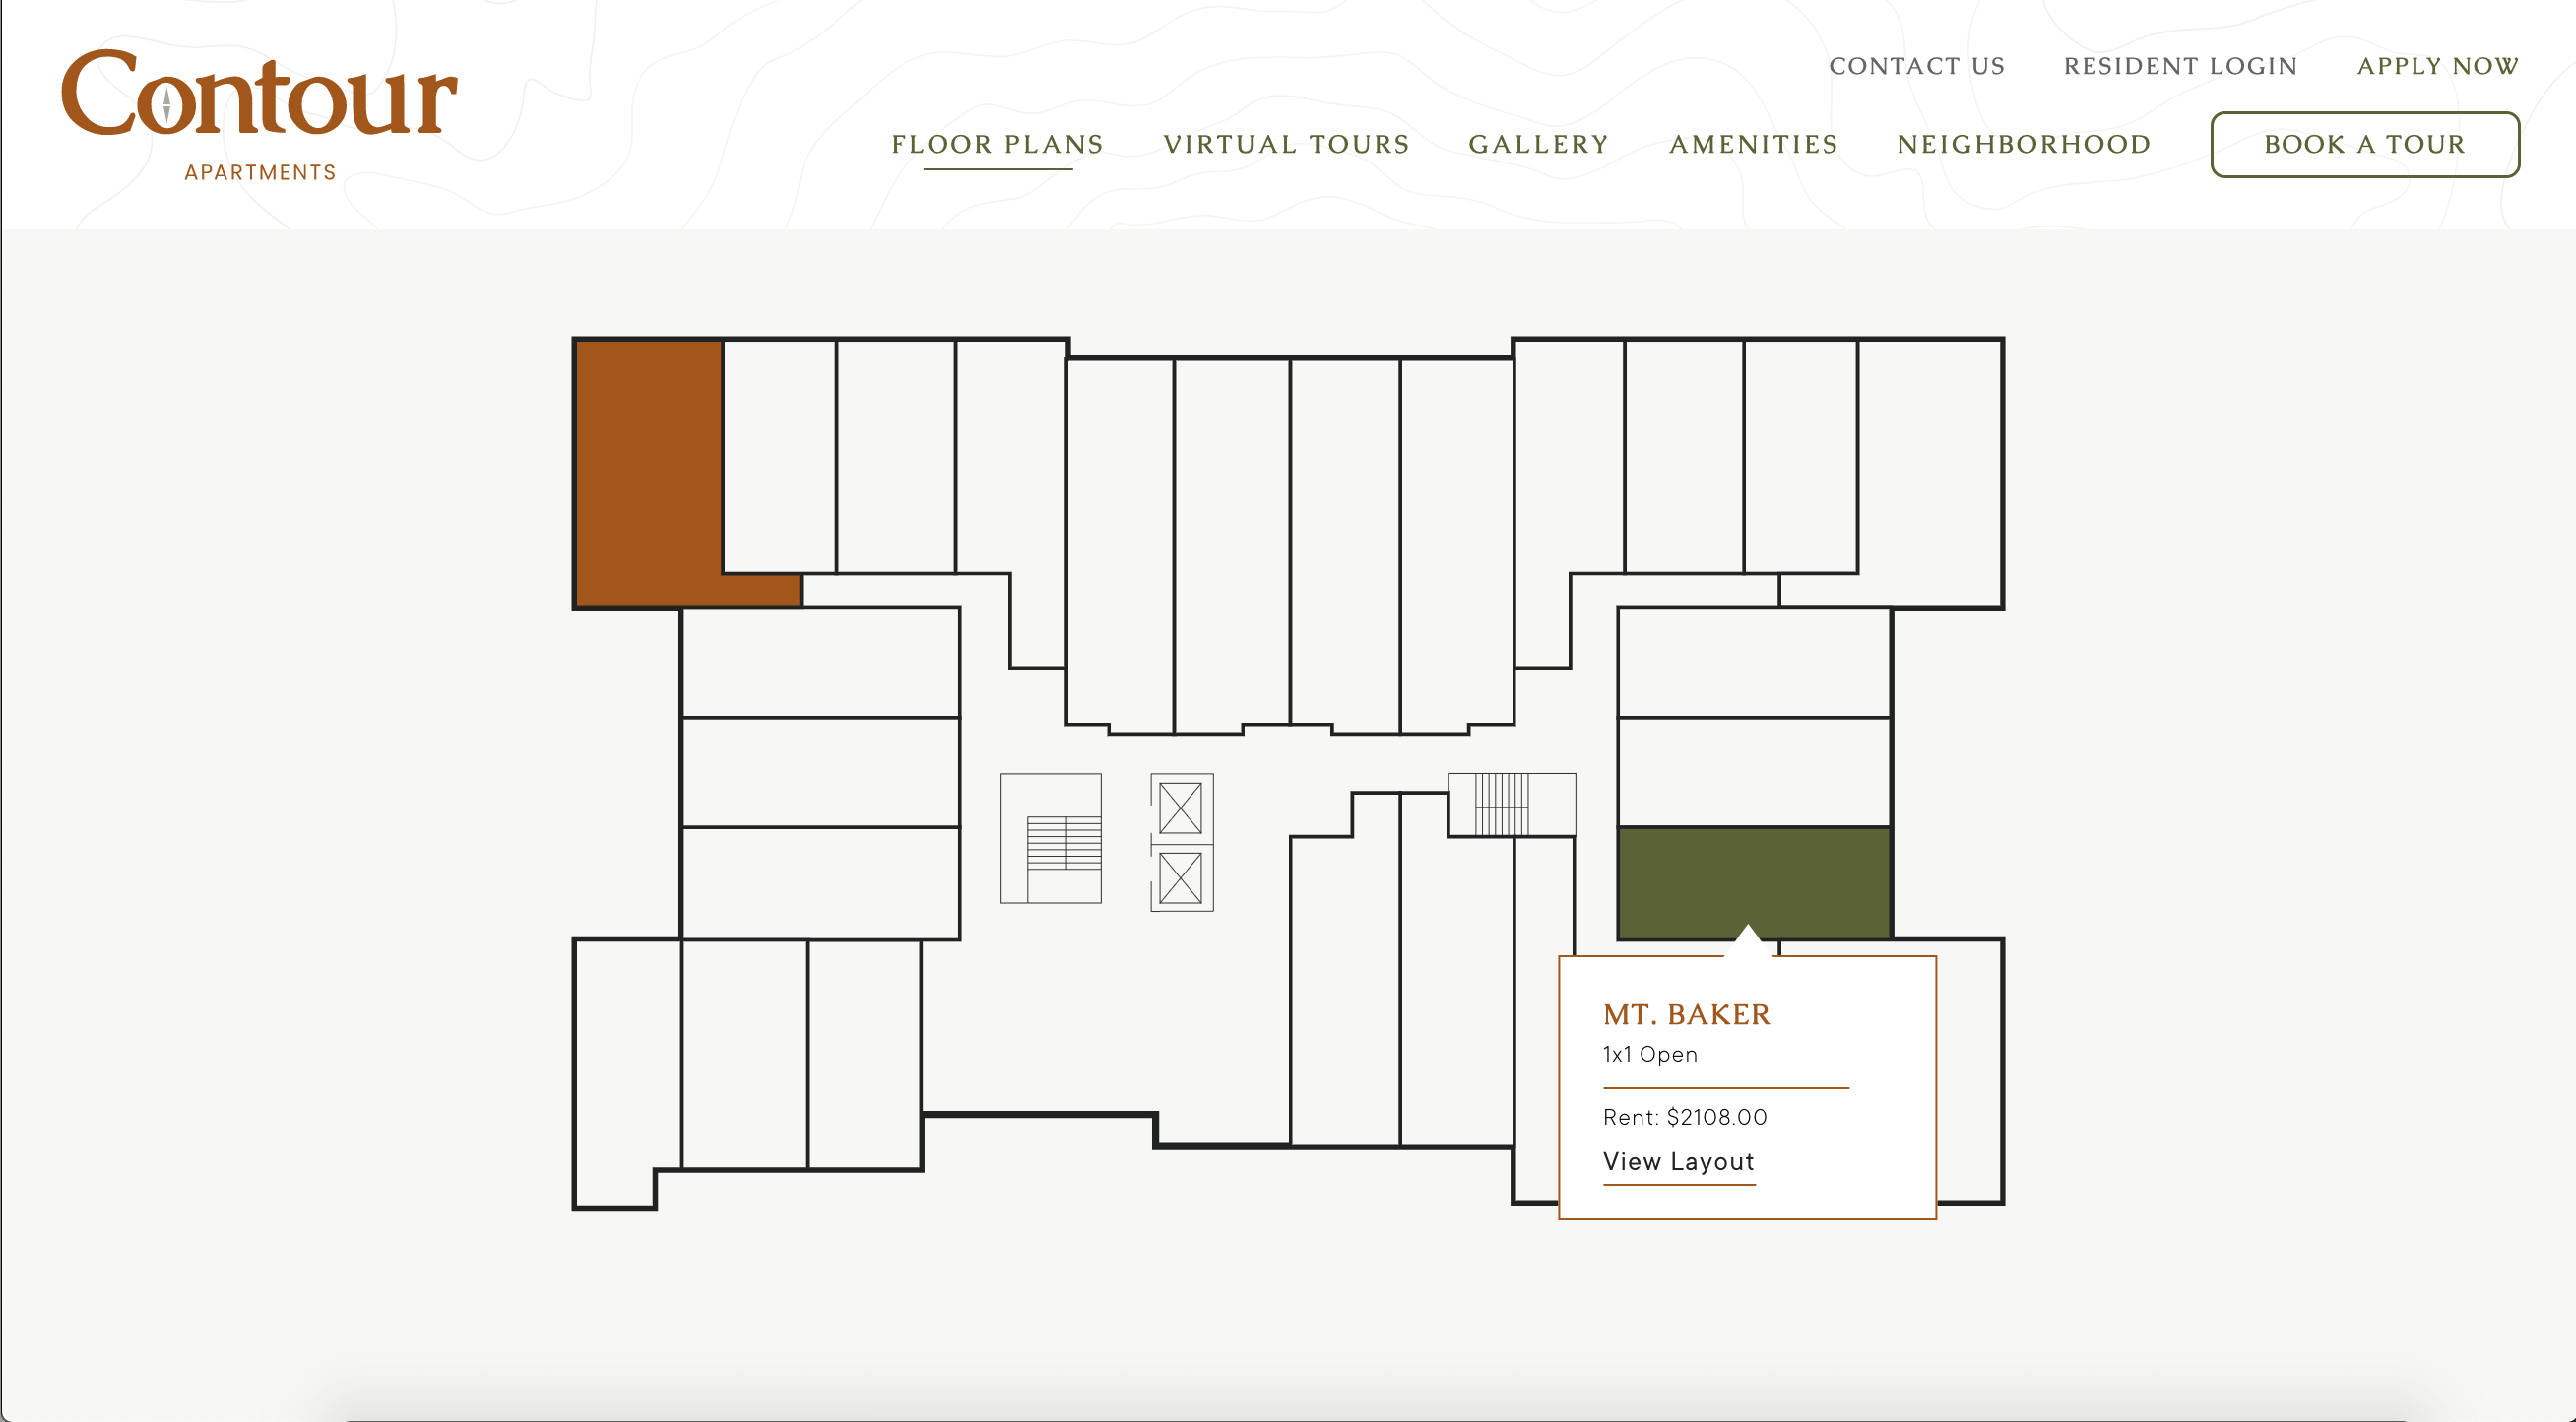 Contour
APARTMENTS
CONTACT US RESIDENT LOGIN APPLY NOW
FLOOR PLANS VIRTUAL TOURS GALLERY AMENITIES NEIGHBORHOOD BOOK A TOUR
MT. BAKER
1x1 Open
Rent: $2108.00
View Layout